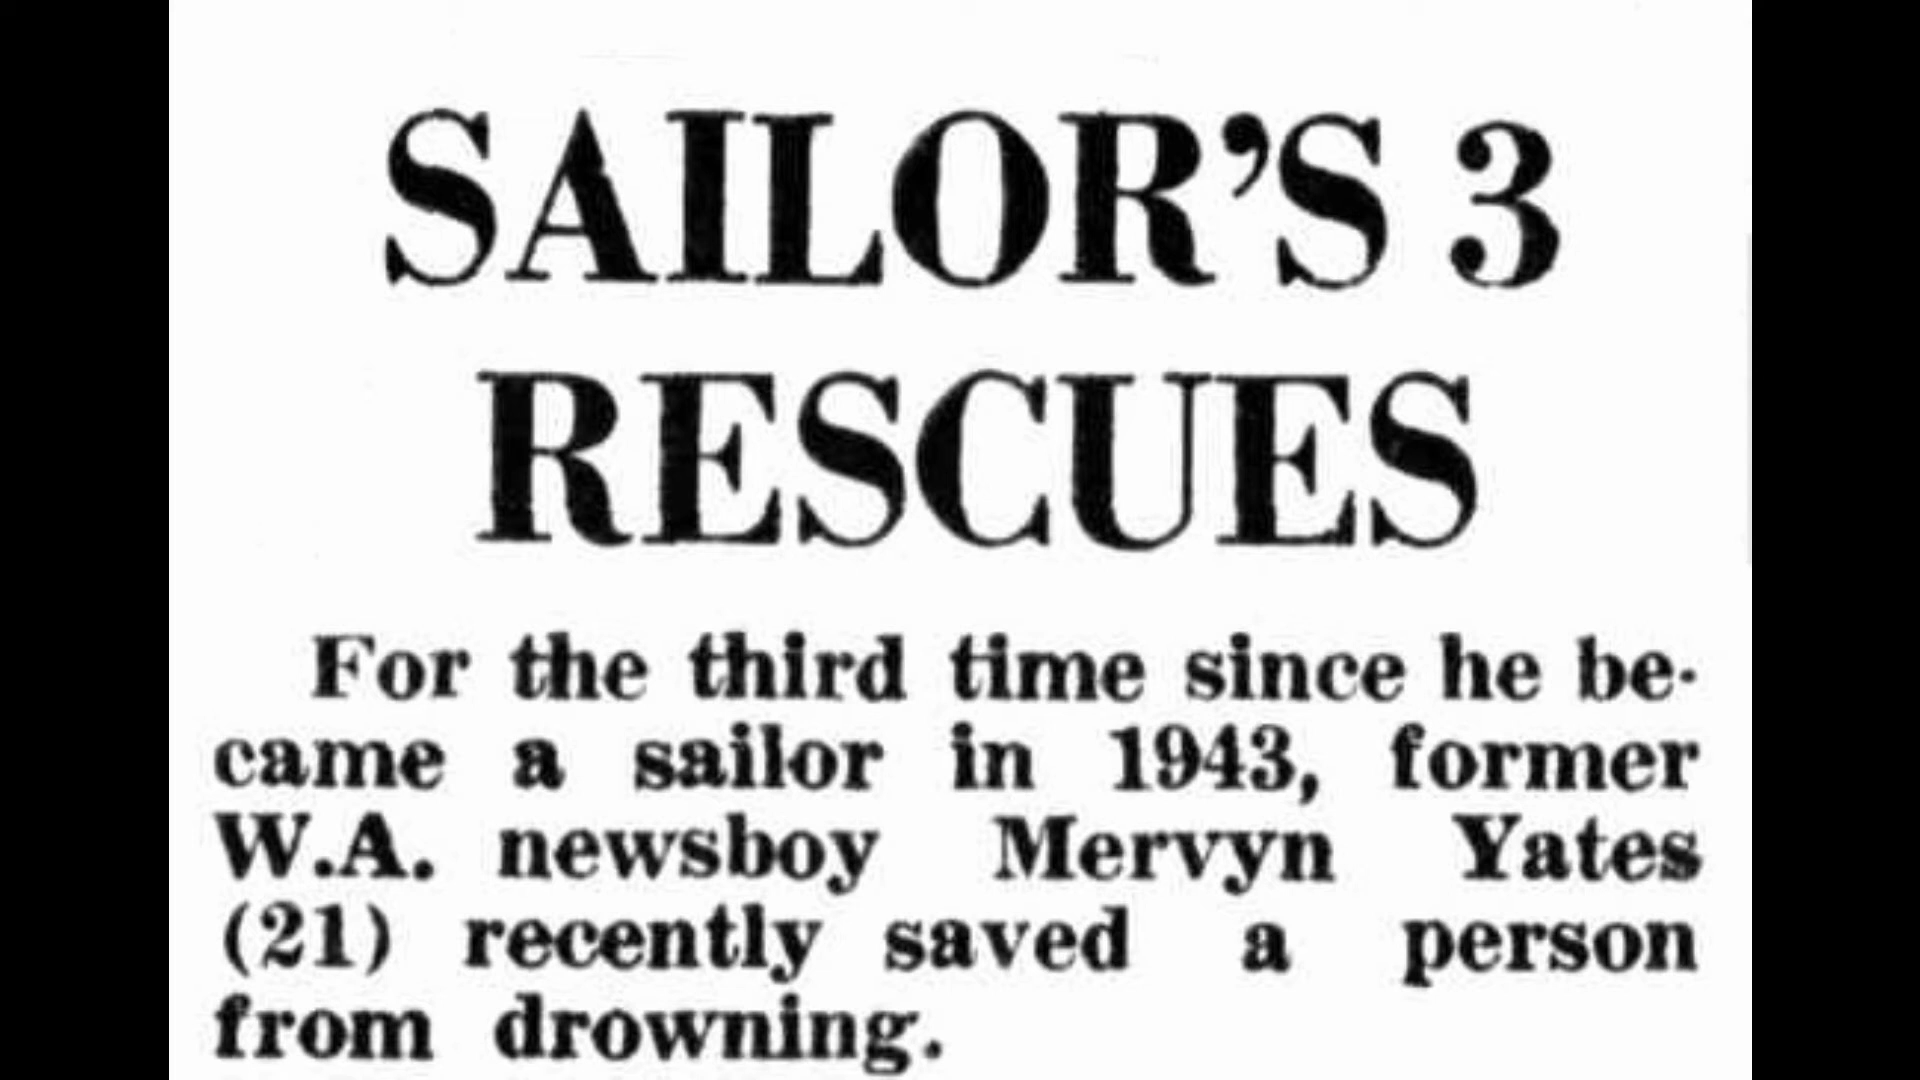 SAILOR'S 3
RESCUES
For the third time since he be-
came a sailor in 1943, former
W.A. newsboy Mervyn Yates
(21) recently saved a person
from drowning.